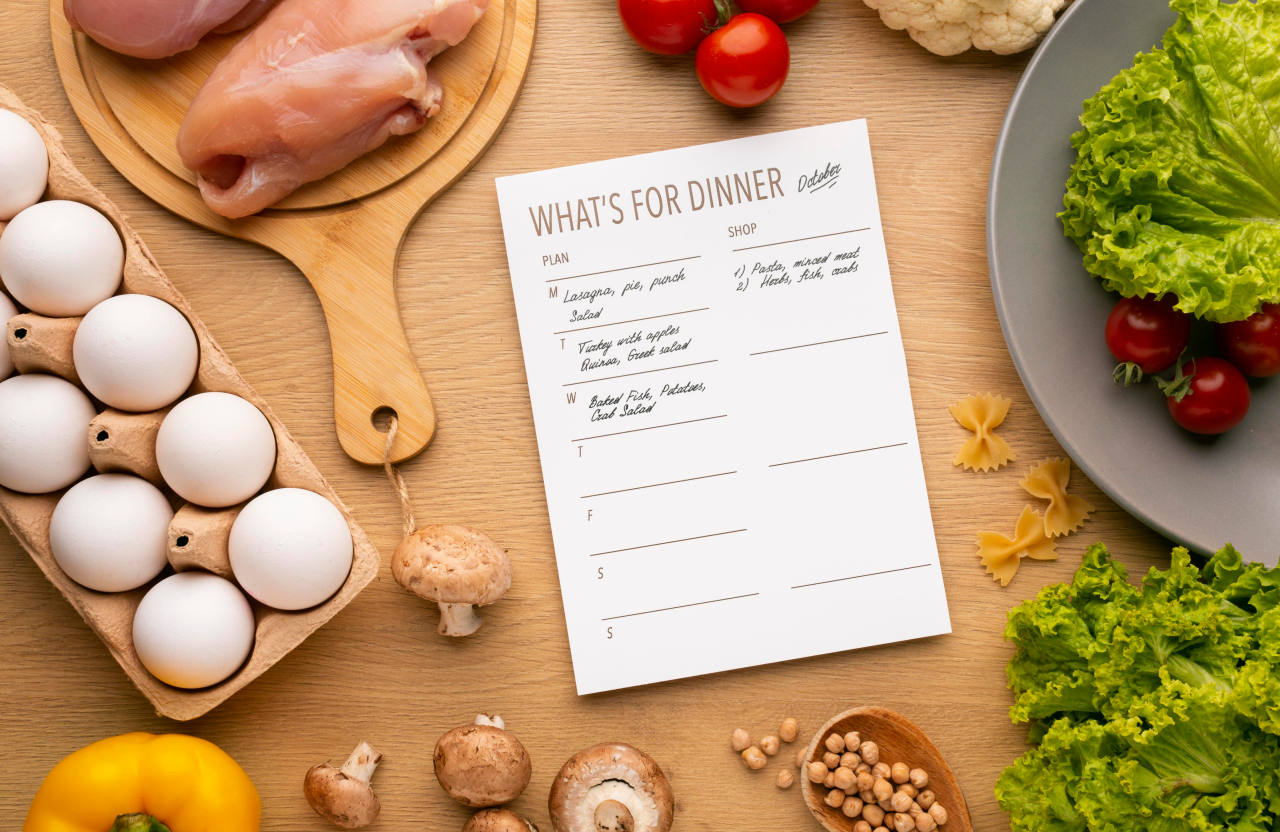 WHAT'S FOR DINNER October
PLAN
M Lasagna, pie, punch
Salad
T Turkey with apples
Quinoa, Greek salad
W Baked Fish, Potatoes,
Crab Salad
T
F
S
S
SHOP
1) Pasta, minced meat
2) Herbs, fish, crabs